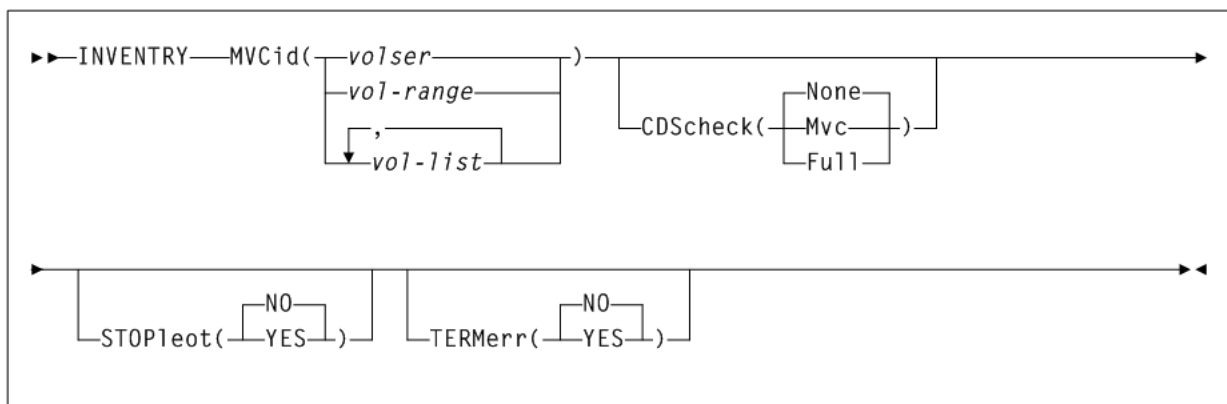 INVENTRY MVCid( volser )
vol-range
,
vol-list
CDScheck( None
Mvc )
Full
STOPleot( NO
YES )
TERMerr( NO
YES )